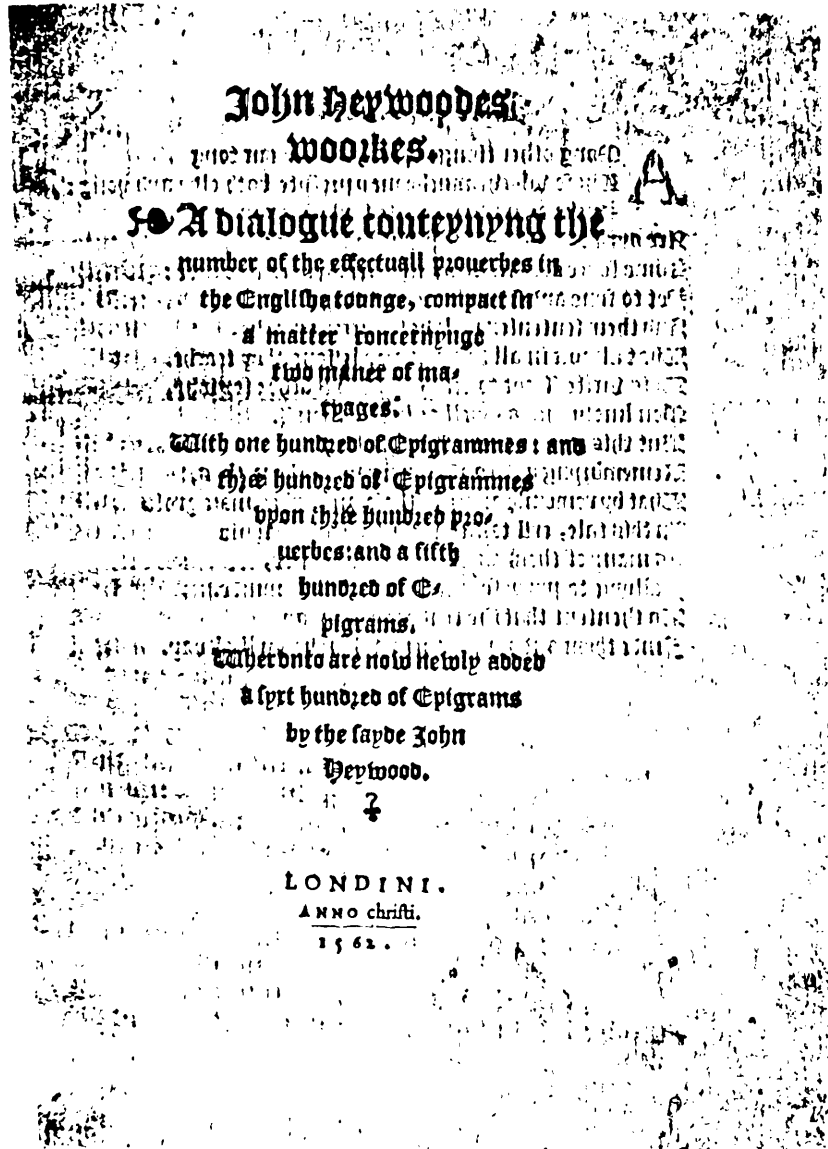 John Heywoodes
woorkes.
A dialogue conteynyng the
number of the effectuall prouerbes in
the Englishe tounge, compact in
a matter concernynge
two maner of ma-
ryages.
With one hundred of Epigrammes: and
three hundred of Epigrammes
vpon three hundred pro-
uerbes: and a fifth
hundred of E-
pigrams.
Wherevnto are now newly added
a syxt hundred of Epigrams
by the sayde John
Heywood.
LONDINI.
ANNO christi.
1562.